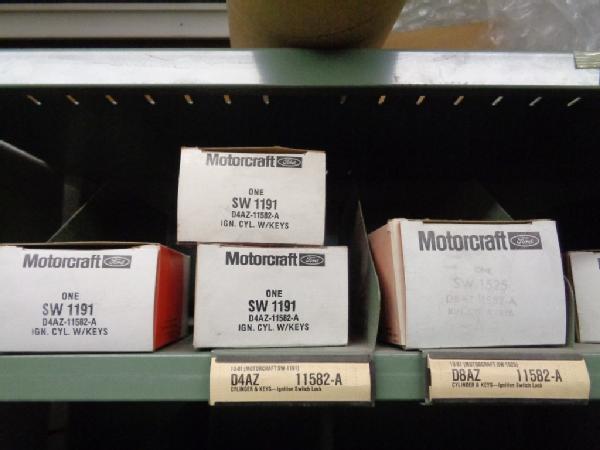 Motorcraft Ford
ONE
SW 1191
D4AZ-11582-A
IGN. CYL. W/KEYS
Motorcraft Ford
ONE
SW 1191
D4AZ-11582-A
IGN. CYL. W/KEYS
Motorcraft Ford
ONE
SW 1191
D4AZ-11582-A
IGN. CYL. W/KEYS
Motorcraft Ford
ONE
SW 1525
D8AZ-11582-A
D4AZ 11582-A
CYLINDER & KEYS—Ignition Switch Lock
D8AZ 11582-A
CYLINDER & KEYS—Ignition Switch Lock